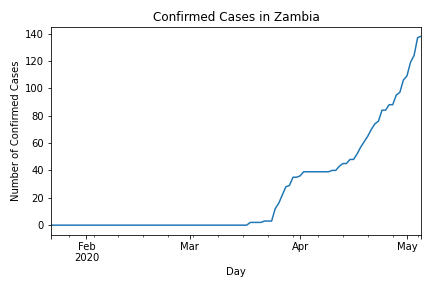 Confirmed Cases in Zambia
Number of Confirmed Cases
140
120
100
80
60
40
20
0
Feb
2020
Mar
Apr
May
Day